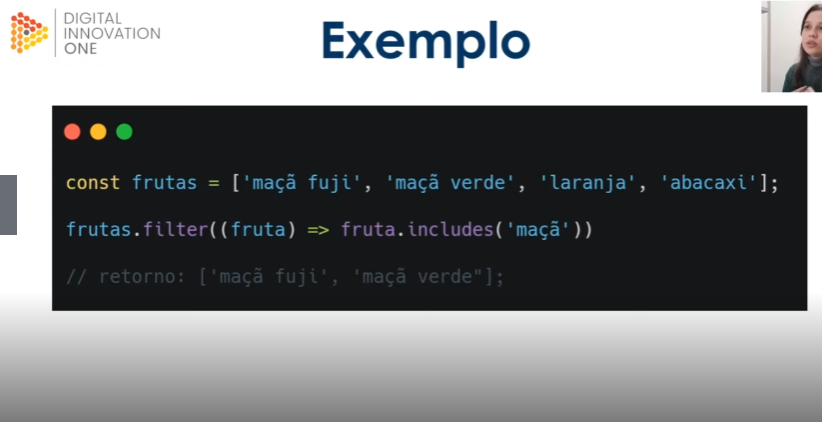 DIGITAL
INNOVATION
ONE
Exemplo
const frutas = ['maçã fuji', 'maçã verde', 'laranja', 'abacaxi'];
frutas.filter((fruta) => fruta.includes('maçã'))
// retorno: ['maçã fuji', 'maçã verde"];